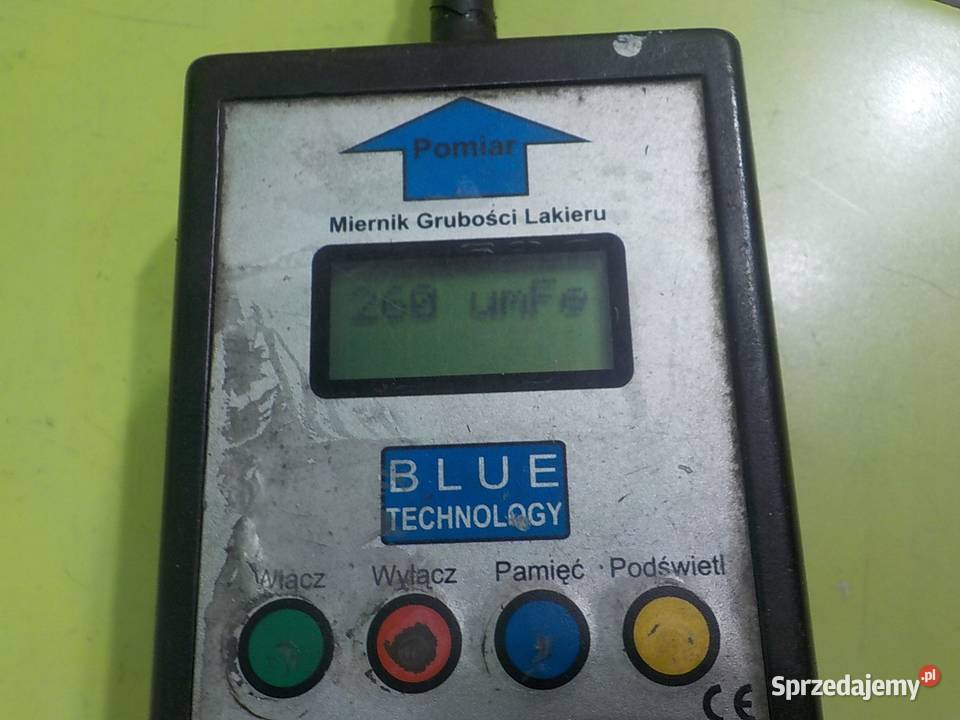 Pomiar
Miernik Grubości Lakieru
260 umFe
BLUE
TECHNOLOGY
Włącz Wyłącz Pamięć Podświetl
CE
Sprzedajemy.pl